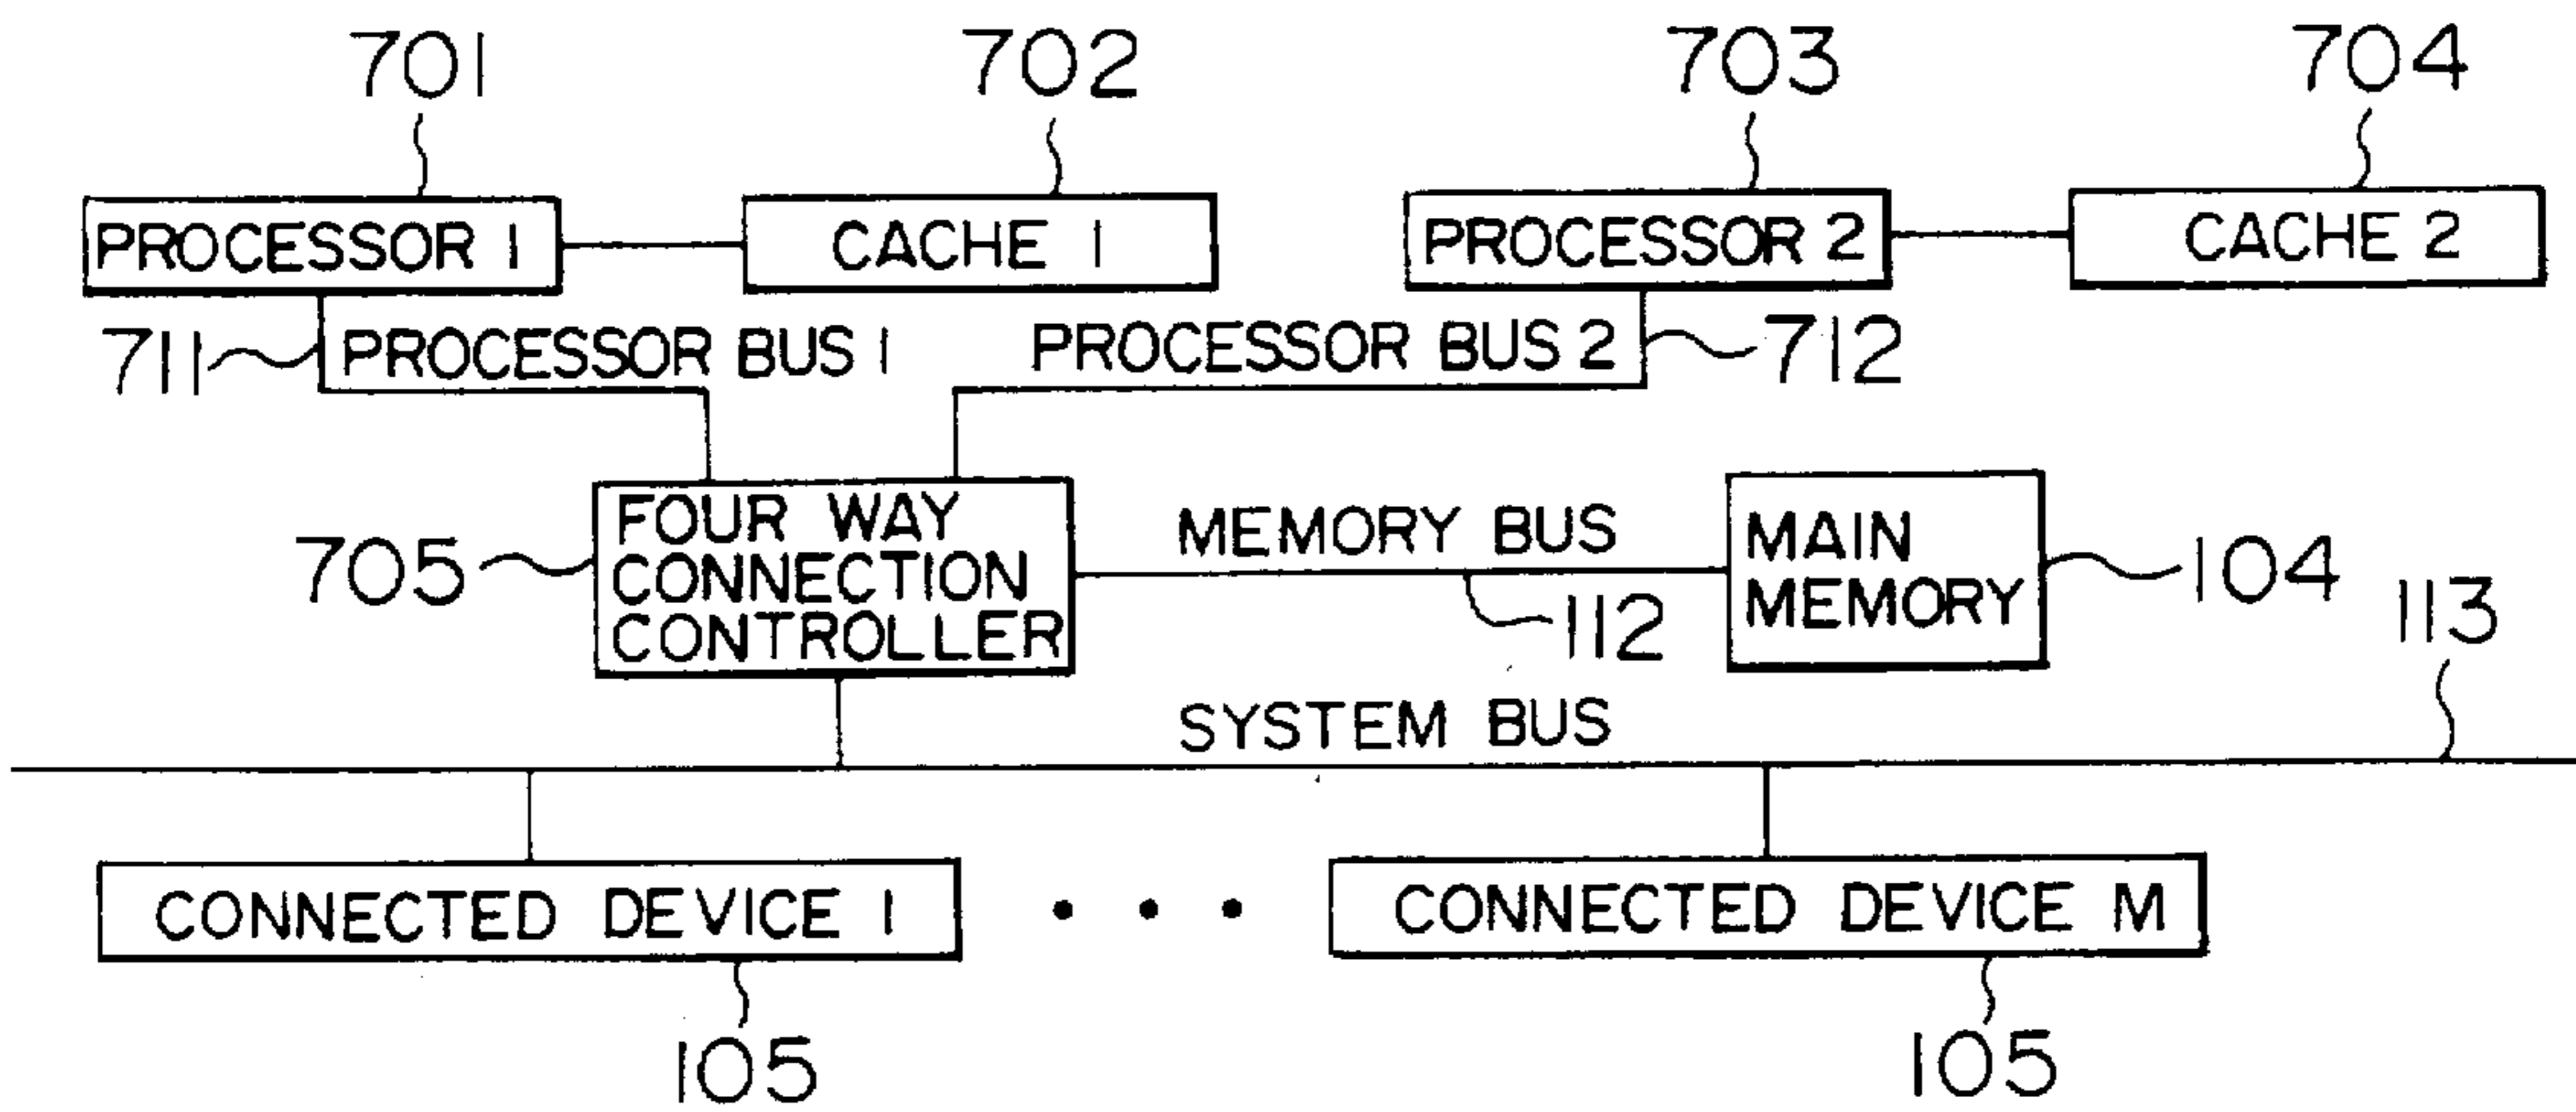 701
702
703
704
PROCESSOR 1
CACHE 1
PROCESSOR 2
CACHE 2
711
PROCESSOR BUS 1
PROCESSOR BUS 2
712
705
FOUR WAY
CONNECTION
CONTROLLER
MEMORY BUS
112
MAIN
MEMORY
104
113
SYSTEM BUS
CONNECTED DEVICE 1
CONNECTED DEVICE M
105
105